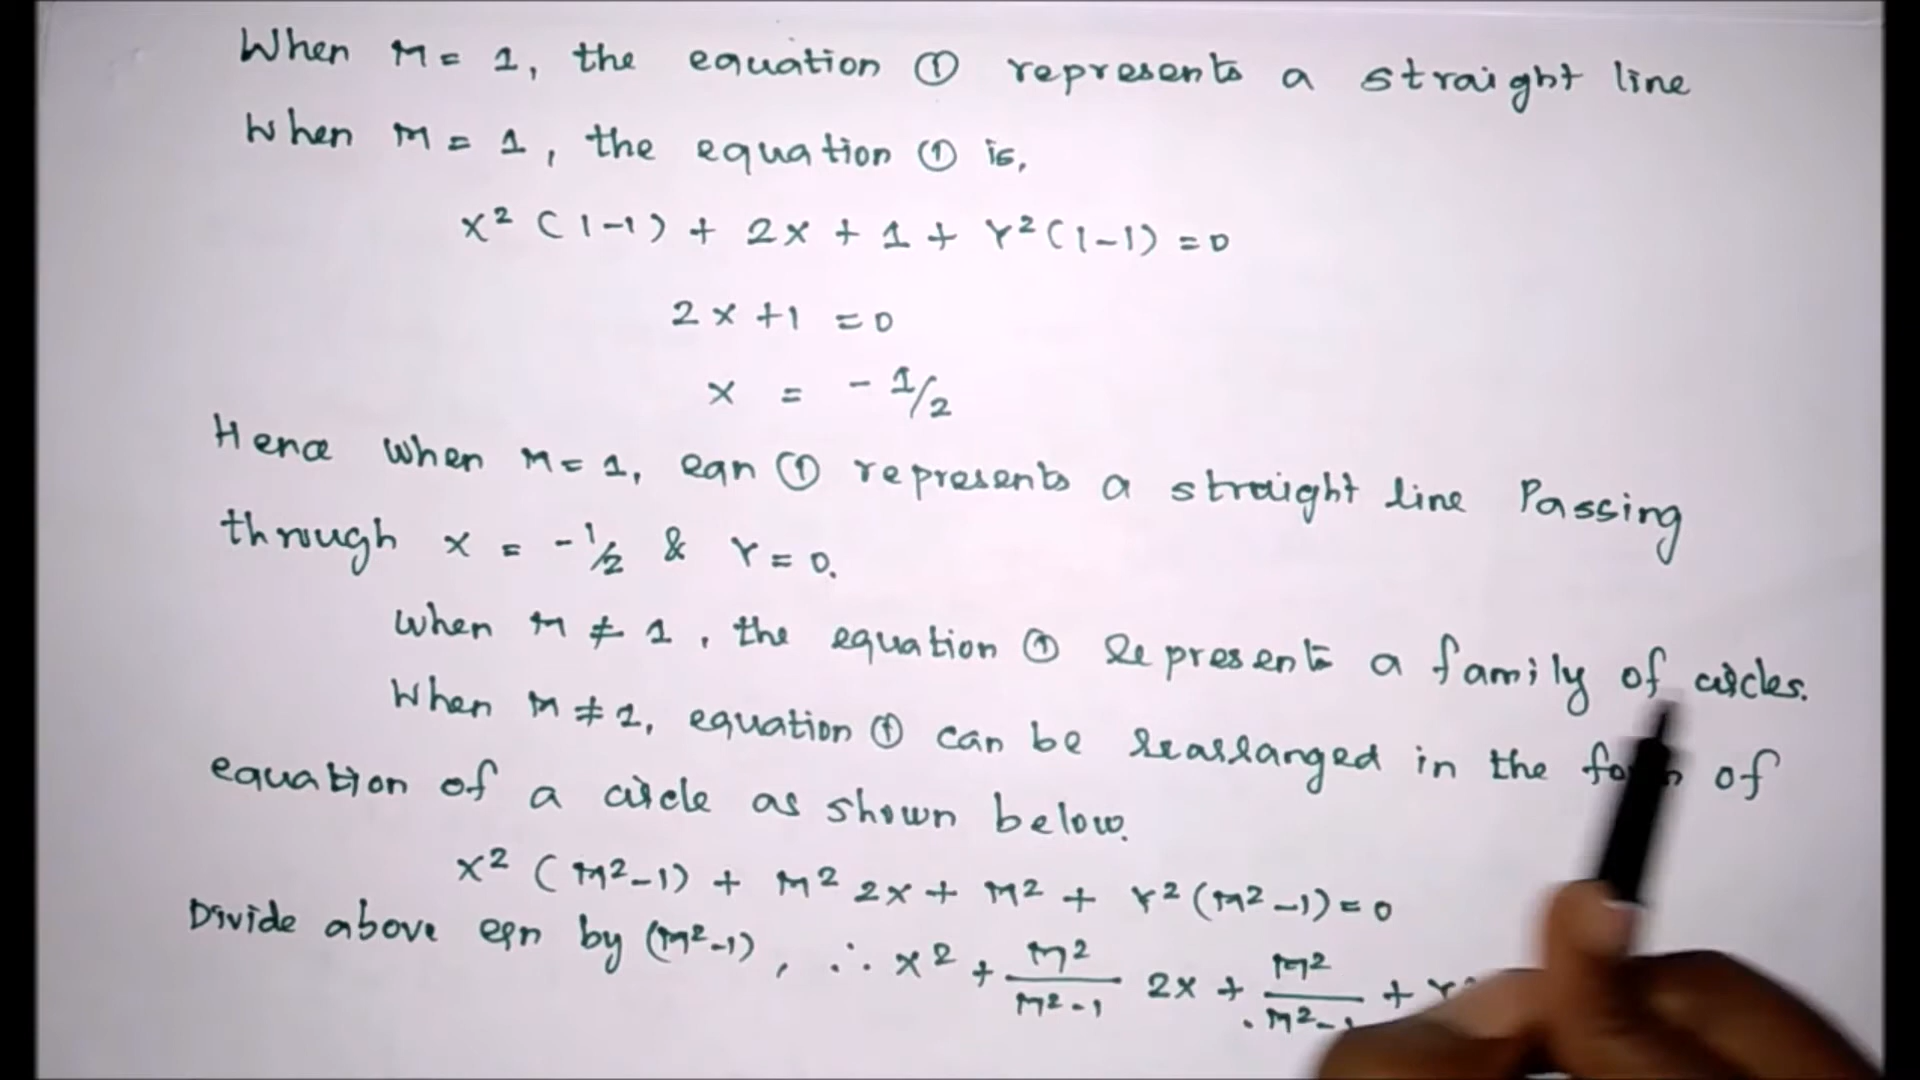 When M = 1, the equation ① represents a straight line
When M = 1, the equation ① is,
X² (1-1) + 2X + 1 + Y² (1-1) = 0
2X + 1 = 0
X = - 1/2
Hence when M = 1, eqn ① represents a straight line Passing
through X = - 1/2 & Y = 0.
when M ≠ 1, the equation ① represents a family of circles.
When M ≠ 1, equation ① can be rearranged in the form of
equation of a circle as shown below.
X² (M²-1) + M² 2X + M² + Y² (M²-1) = 0
Divide above eqn by (M²-1), ∴ X² + M²/M²-1 2X + M²/M²-1 +